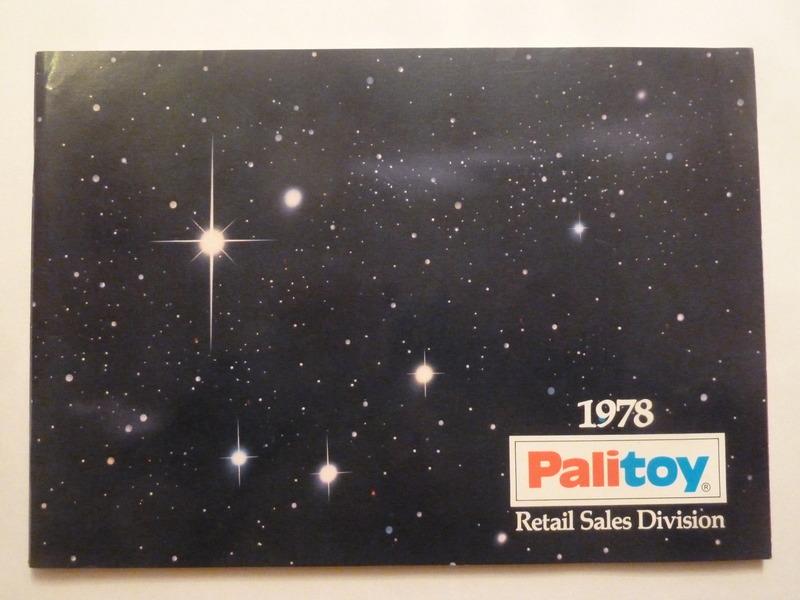 1978
Palitoy®
Retail Sales Division